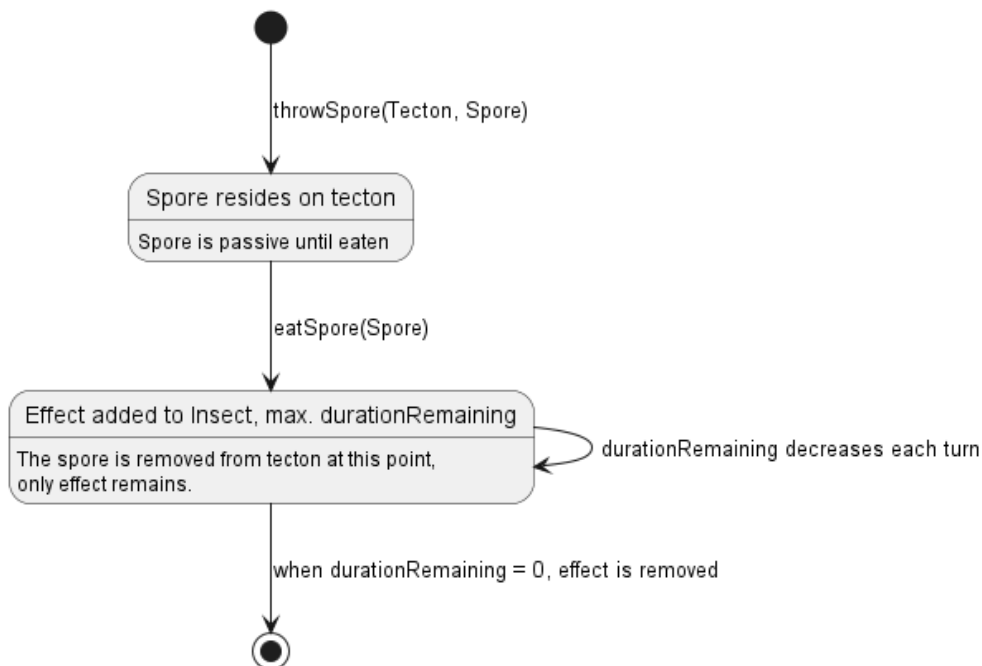 throwSpore(Tecton, Spore)
Spore resides on tecton
Spore is passive until eaten
eatSpore(Spore)
Effect added to Insect, max. durationRemaining
The spore is removed from tecton at this point,
only effect remains.
durationRemaining decreases each turn
when durationRemaining = 0, effect is removed